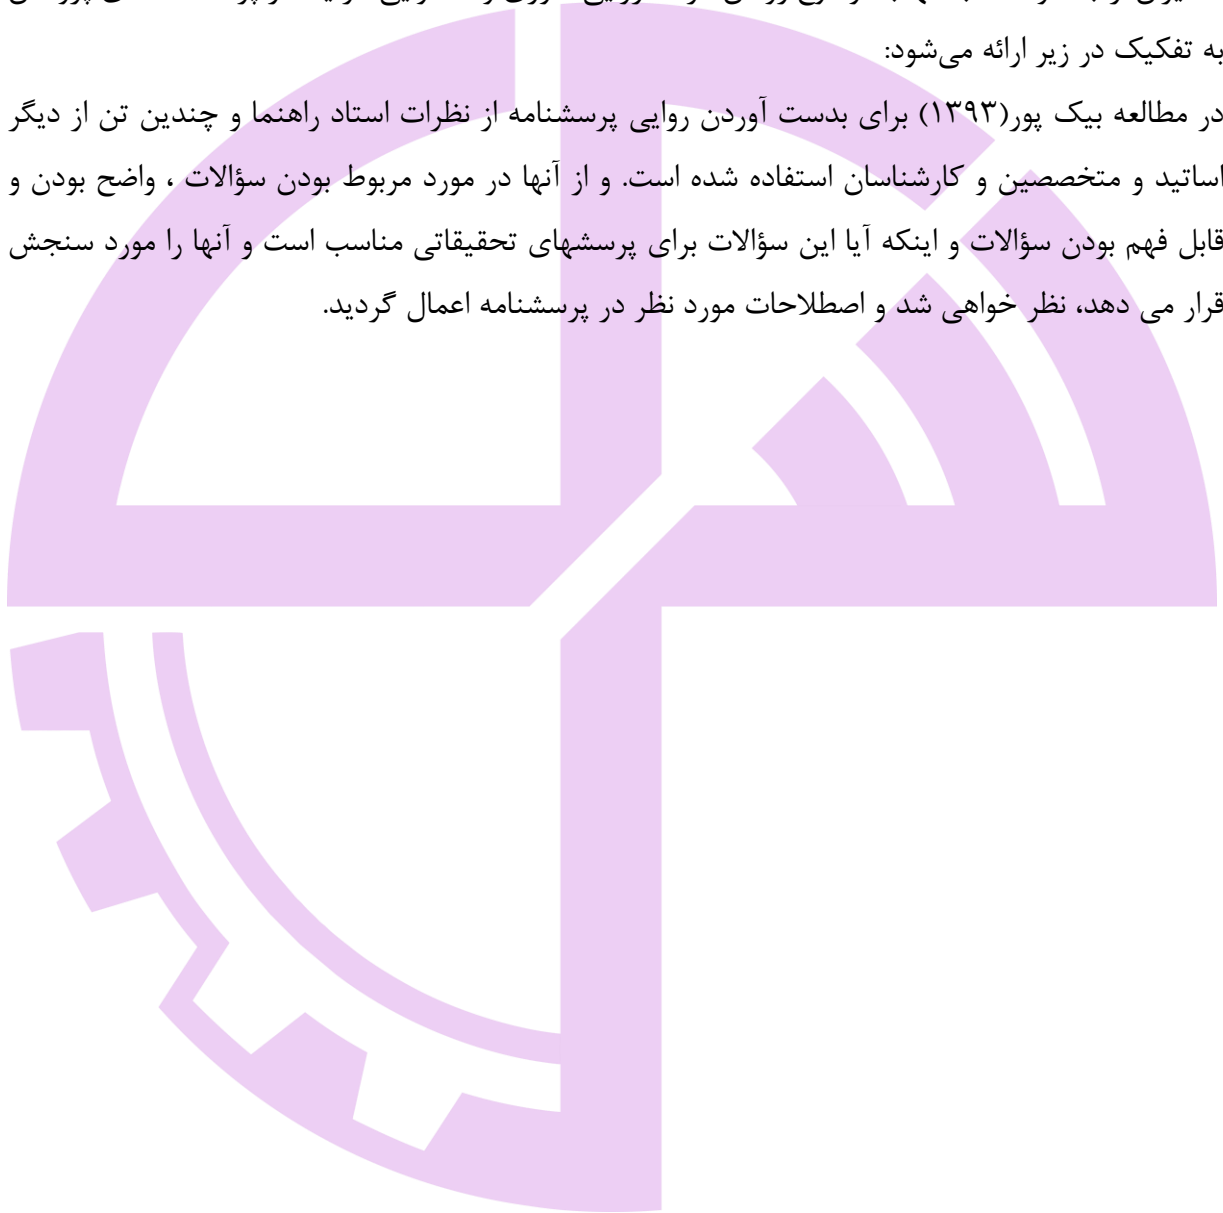 به تفکیک در زیر ارائه می‌شود:
در مطالعه بیک پور(۱۳۹۳) برای بدست آوردن روایی پرسشنامه از نظرات استاد راهنما و چندین تن از دیگر
اساتید و متخصصین و کارشناسان استفاده شده است. و از آنها در مورد مربوط بودن سؤالات ، واضح بودن و
قابل فهم بودن سؤالات و اینکه آیا این سؤالات برای پرسشهای تحقیقاتی مناسب است و آنها را مورد سنجش
قرار می دهد، نظر خواهی شد و اصطلاحات مورد نظر در پرسشنامه اعمال گردید.